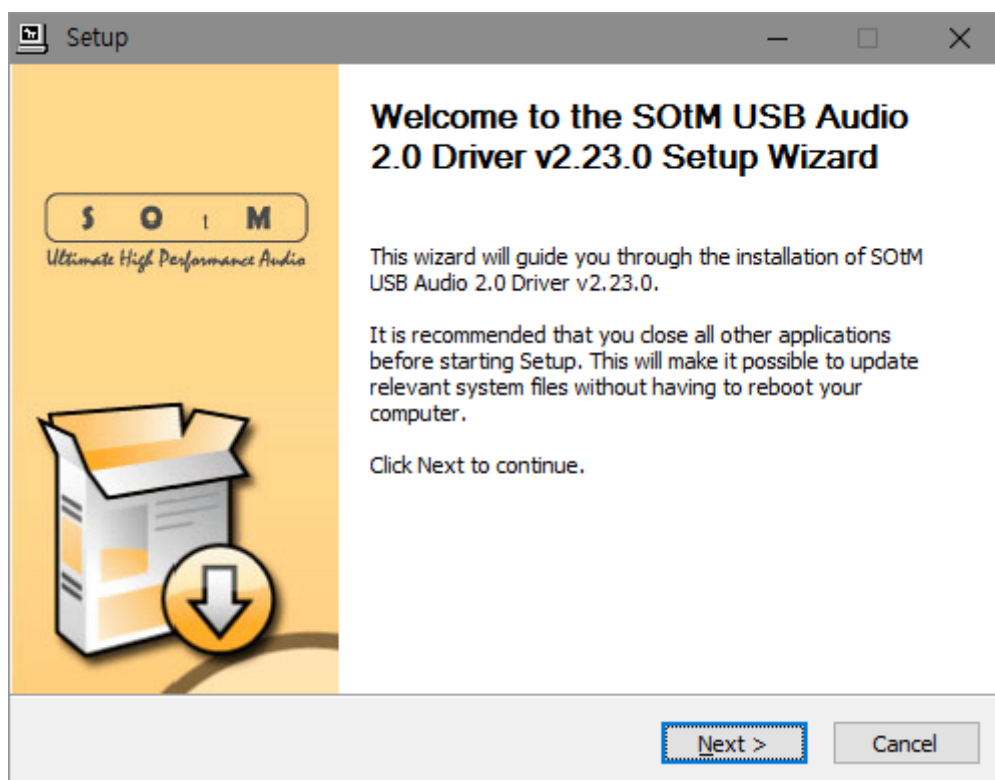 Setup
Welcome to the SOtM USB Audio
2.0 Driver v2.23.0 Setup Wizard
S O t M
Ultimate High Performance Audio
This wizard will guide you through the installation of SOtM
USB Audio 2.0 Driver v2.23.0.
It is recommended that you close all other applications
before starting Setup. This will make it possible to update
relevant system files without having to reboot your
computer.
Click Next to continue.
Next >
Cancel